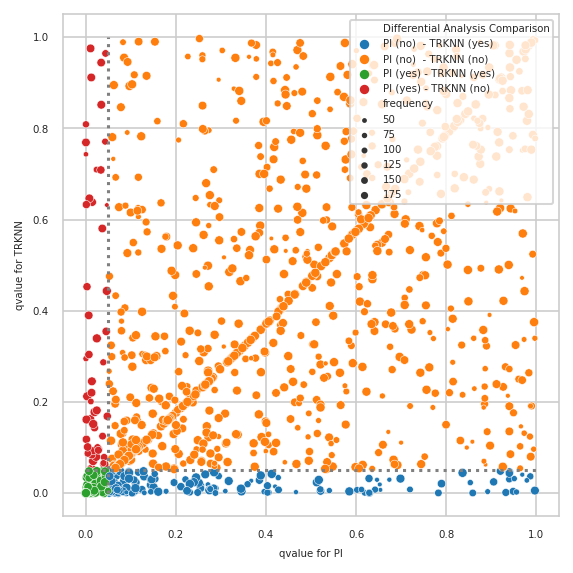 Differential Analysis Comparison
PI (no) - TRKNN (yes)
PI (no) - TRKNN (no)
PI (yes) - TRKNN (yes)
PI (yes) - TRKNN (no)
frequency
50
75
100
125
150
175
qvalue for TRKNN
1.0
0.8
0.6
0.4
0.2
0.0
0.0 0.2 0.4 0.6 0.8 1.0
qvalue for PI